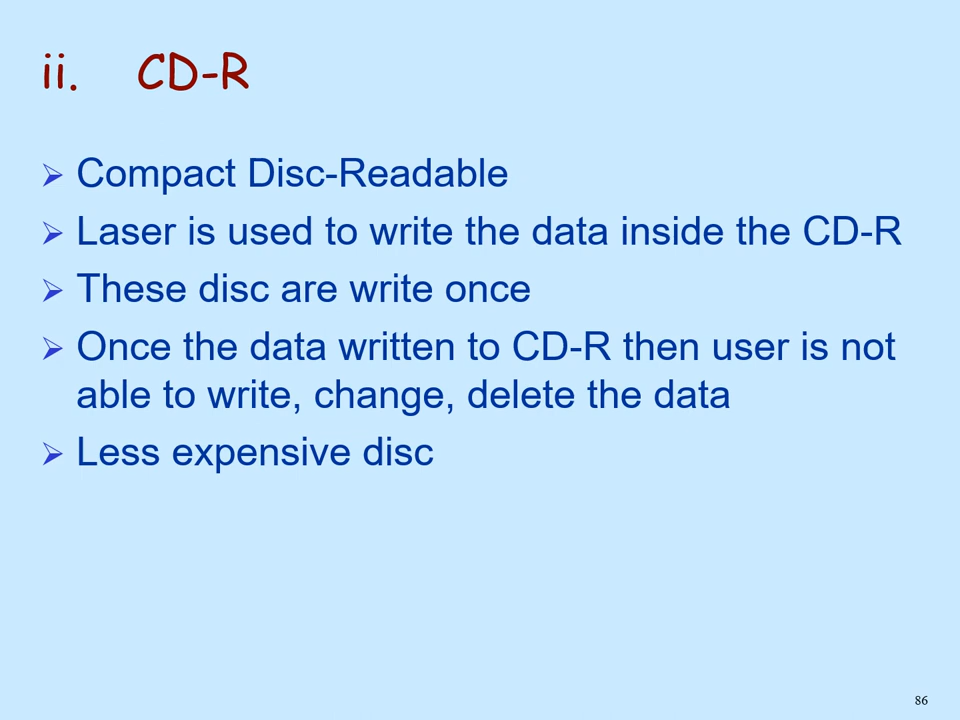 ii. CD-R
➢ Compact Disc-Readable
➢ Laser is used to write the data inside the CD-R
➢ These disc are write once
➢ Once the data written to CD-R then user is not
able to write, change, delete the data
➢ Less expensive disc
86